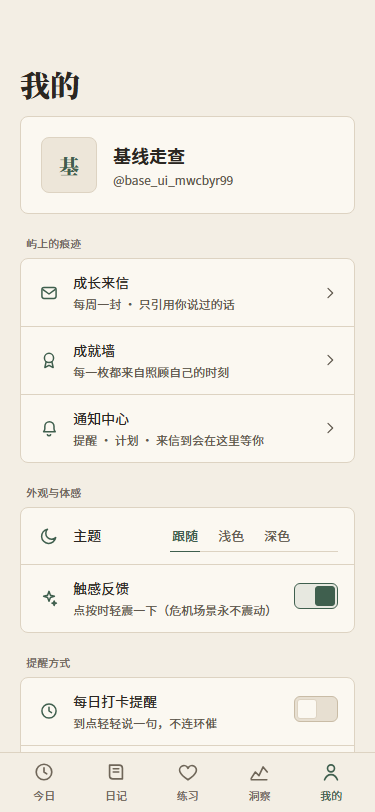 我的
基
基线走查
@base_ui_mwcbyr99
屿上的痕迹
成长来信
每周一封 · 只引用你说过的话
成就墙
每一枚都来自照顾自己的时刻
通知中心
提醒 · 计划 · 来信到会在这里等你
外观与体感
主题 跟随 浅色 深色
触感反馈
点按时轻震一下（危机场景永不震动）
提醒方式
每日打卡提醒
到点轻轻说一句，不连环催
今日 日记 练习 洞察 我的